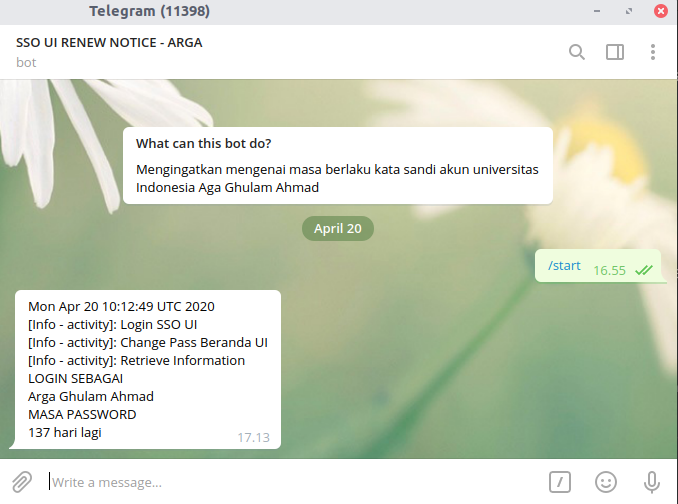 Telegram (11398)
SSO UI RENEW NOTICE - ARGA
bot
What can this bot do?
Mengingatkan mengenai masa berlaku kata sandi akun universitas
Indonesia Aga Ghulam Ahmad
April 20
/start 16.55
Mon Apr 20 10:12:49 UTC 2020
[Info - activity]: Login SSO UI
[Info - activity]: Change Pass Beranda UI
[Info - activity]: Retrieve Information
LOGIN SEBAGAI
Arga Ghulam Ahmad
MASA PASSWORD
137 hari lagi 17.13
Write a message...